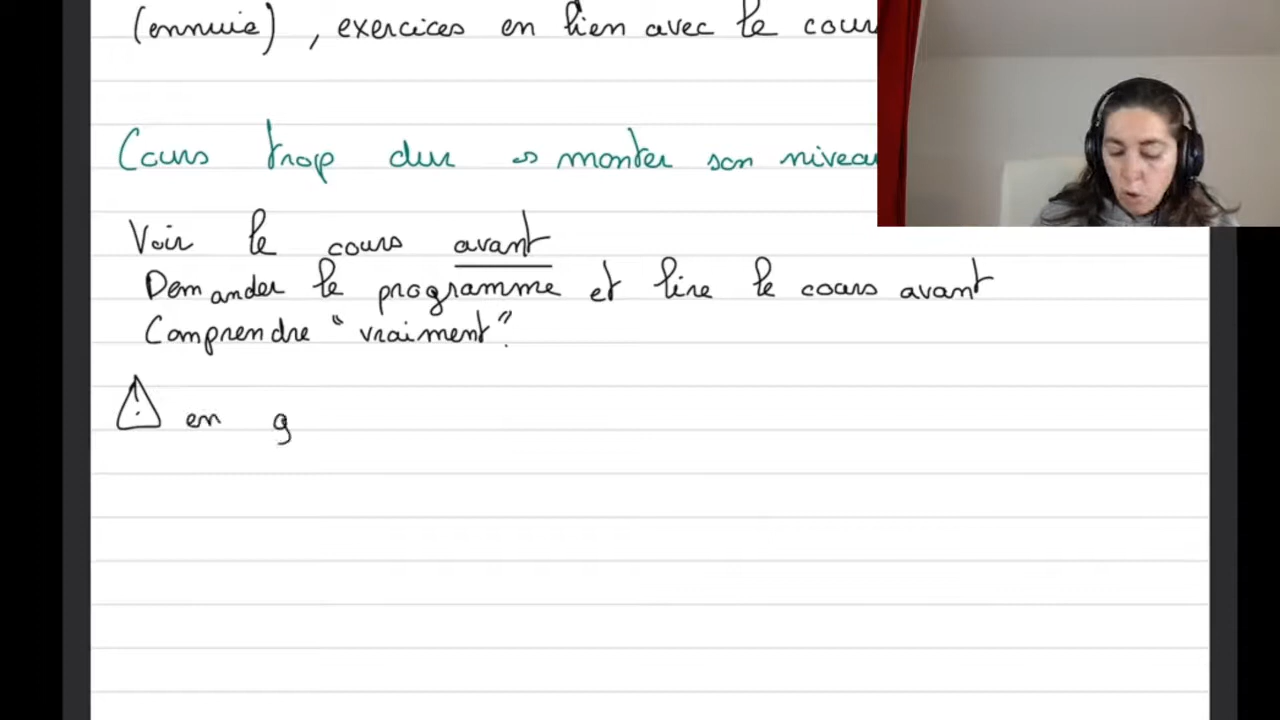 (ennuie), exercices en lien avec le cours
Cours trop dur ⇔ monter son niveau
Voir le cours avant
Demander le programme et lire le cours avant
Comprendre "vraiment".
⚠ en g